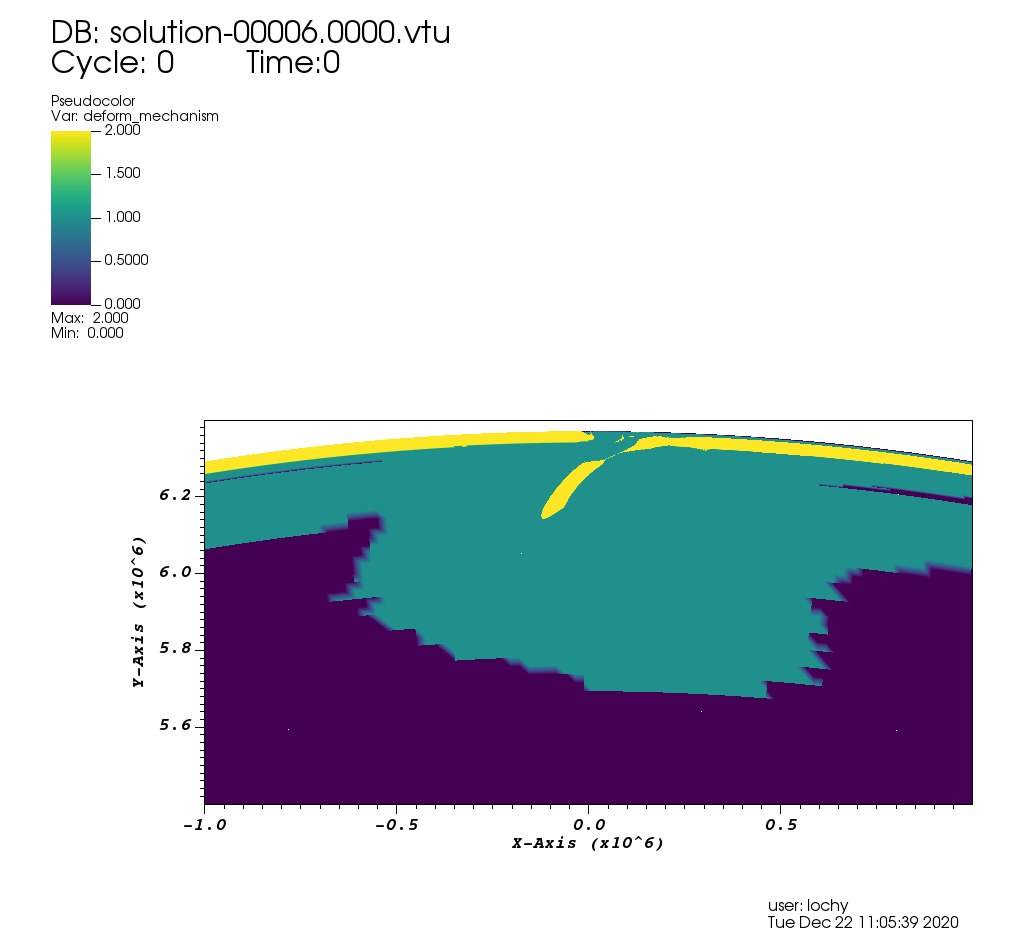 DB: solution-00006.0000.vtu
Cycle: 0 Time:0
Pseudocolor
Var: deform_mechanism
2.000
1.500
1.000
0.5000
0.000
Max: 2.000
Min: 0.000
6.2
6.0
5.8
5.6
Y-Axis (x10^6)
-1.0 -0.5 0.0 0.5
X-Axis (x10^6)
user: lochy
Tue Dec 22 11:05:39 2020